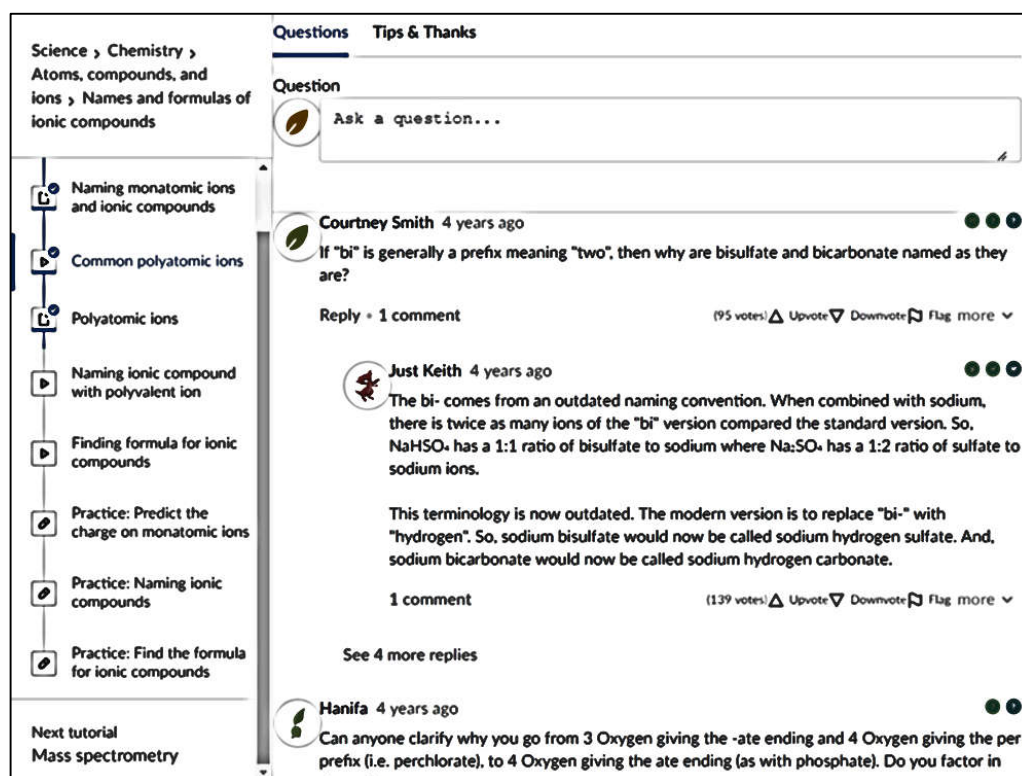 Science > Chemistry >
Atoms, compounds, and
ions > Names and formulas of
ionic compounds
Naming monatomic ions
and ionic compounds
Common polyatomic ions
Polyatomic ions
Naming ionic compound
with polyvalent ion
Finding formula for ionic
compounds
Practice: Predict the
charge on monatomic ions
Practice: Naming ionic
compounds
Practice: Find the formula
for ionic compounds
Next tutorial
Mass spectrometry
Questions Tips & Thanks
Question
Ask a question...
Courtney Smith 4 years ago
If "bi" is generally a prefix meaning "two", then why are bisulfate and bicarbonate named as they
are?
Reply • 1 comment (95 votes) Upvote Downvote Flag more
Just Keith 4 years ago
The bi- comes from an outdated naming convention. When combined with sodium,
there is twice as many ions of the "bi" version compared the standard version. So,
NaHSO₄ has a 1:1 ratio of bisulfate to sodium where Na₂SO₄ has a 1:2 ratio of sulfate to
sodium ions.
This terminology is now outdated. The modern version is to replace "bi-" with
"hydrogen". So, sodium bisulfate would now be called sodium hydrogen sulfate. And,
sodium bicarbonate would now be called sodium hydrogen carbonate.
1 comment (139 votes) Upvote Downvote Flag more
See 4 more replies
Hanifa 4 years ago
Can anyone clarify why you go from 3 Oxygen giving the -ate ending and 4 Oxygen giving the per
prefix (i.e. perchlorate), to 4 Oxygen giving the ate ending (as with phosphate). Do you factor in